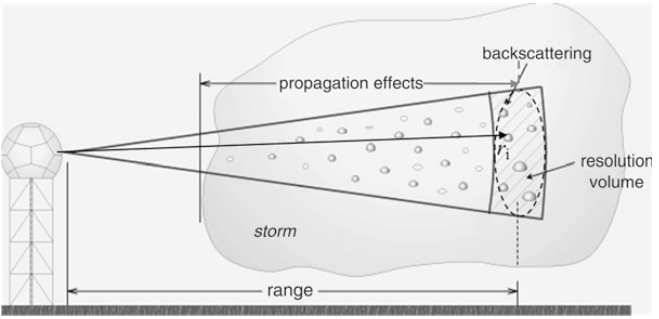 backscattering
propagation effects
r i
resolution
volume
storm
range